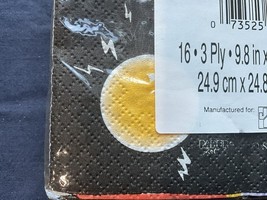 0 73525
16 • 3 Ply • 9.8 in x
24.9 cm x 24.8
Manufactured for: